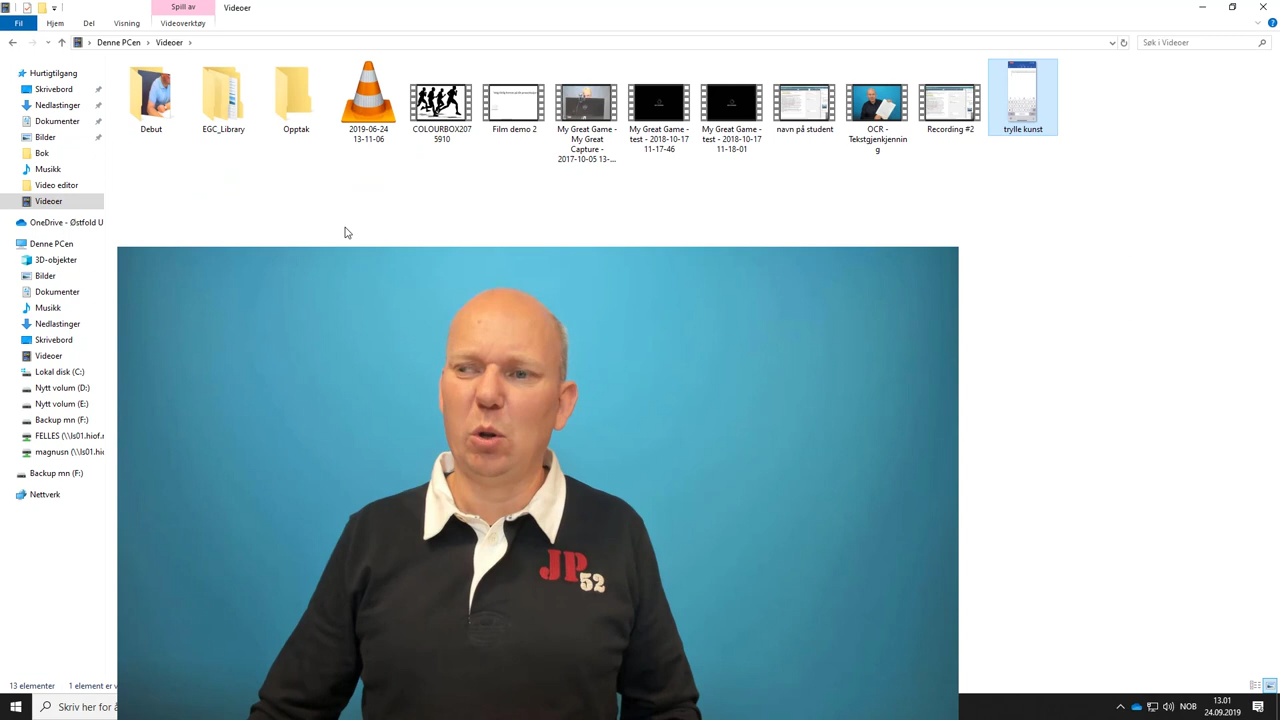 Spill av
Videoer
Fil
Hjem
Del
Visning
Videoverktøy
Denne PCen
Videoer
Søk i Videoer
Hurtigtilgang
Skrivebord
Nedlastinger
Dokumenter
Bilder
Bok
Musikk
Video editor
Videoer
OneDrive - Østfold U
Denne PCen
3D-objekter
Bilder
Dokumenter
Musikk
Nedlastinger
Skrivebord
Videoer
Lokal disk (C:)
Nytt volum (D:)
Nytt volum (E:)
Backup mn (F:)
FELLES (\\ls01.hiof.
magnusn (\\ls01.hio
Backup mn (F:)
Nettverk
Debut
EGC_Library
Opptak
2019-06-24
13-11-06
COLOURBOX207
5910
Film demo 2
My Great Game -
My Great
Capture -
2017-10-05 13-...
My Great Game -
test - 2018-10-17
11-17-46
My Great Game -
test - 2018-10-17
11-18-01
navn på student
OCR -
Tekstgjenkjennin
g
Recording #2
trylle kunst
JP
52
13 elementer
1 element er v
Skriv her for å
NOB
13.01
24.09.2019